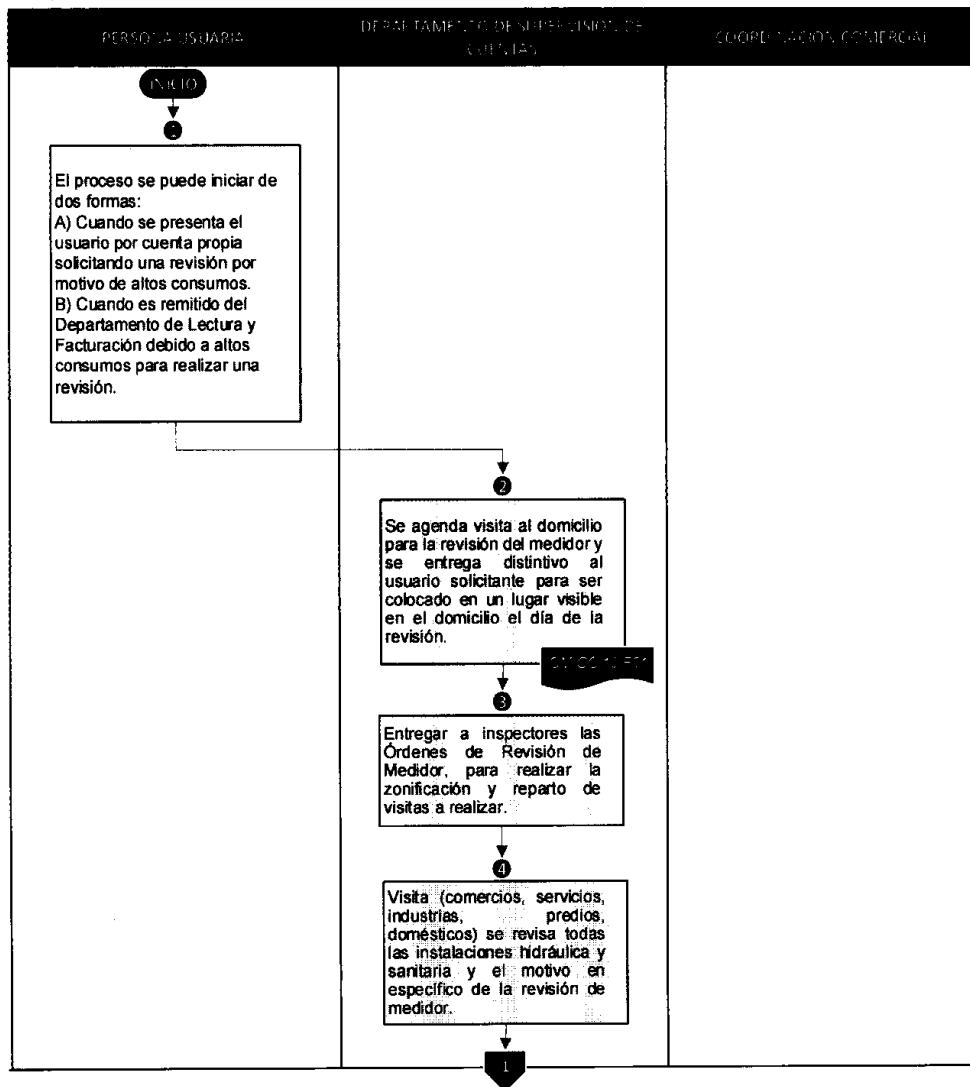 PERSONA USUARIA
DEPARTAMENTO DE SUPERVISIÓN DE
CUENTAS
COORDINACIÓN COMERCIAL
INICIO
1
El proceso se puede iniciar de
dos formas:
A) Cuando se presenta el
usuario por cuenta propia
solicitando una revisión por
motivo de altos consumos.
B) Cuando es remitido del
Departamento de Lectura y
Facturación debido a altos
consumos para realizar una
revisión.
2
Se agenda visita al domicilio
para la revisión del medidor y
se entrega distintivo al
usuario solicitante para ser
colocado en un lugar visible
en el domicilio el día de la
revisión.
3
Entregar a inspectores las
Órdenes de Revisión de
Medidor, para realizar la
zonificación y reparto de
visitas a realizar.
4
Visita (comercios, servicios,
industrias, predios,
domésticos) se revisa todas
las instalaciones hidráulica y
sanitaria y el motivo en
específico de la revisión de
medidor.
1